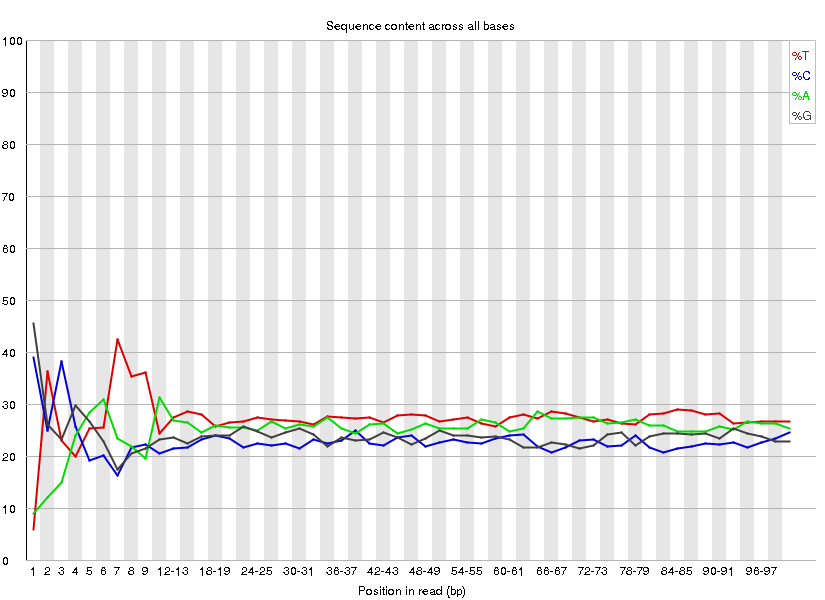 Sequence content across all bases
100
90
80
70
60
50
40
30
20
10
0
%T
%C
%A
%G
1 2 3 4 5 6 7 8 9 12-13 18-19 24-25 30-31 36-37 42-43 48-49 54-55 60-61 66-67 72-73 78-79 84-85 90-91 96-97
Position in read (bp)